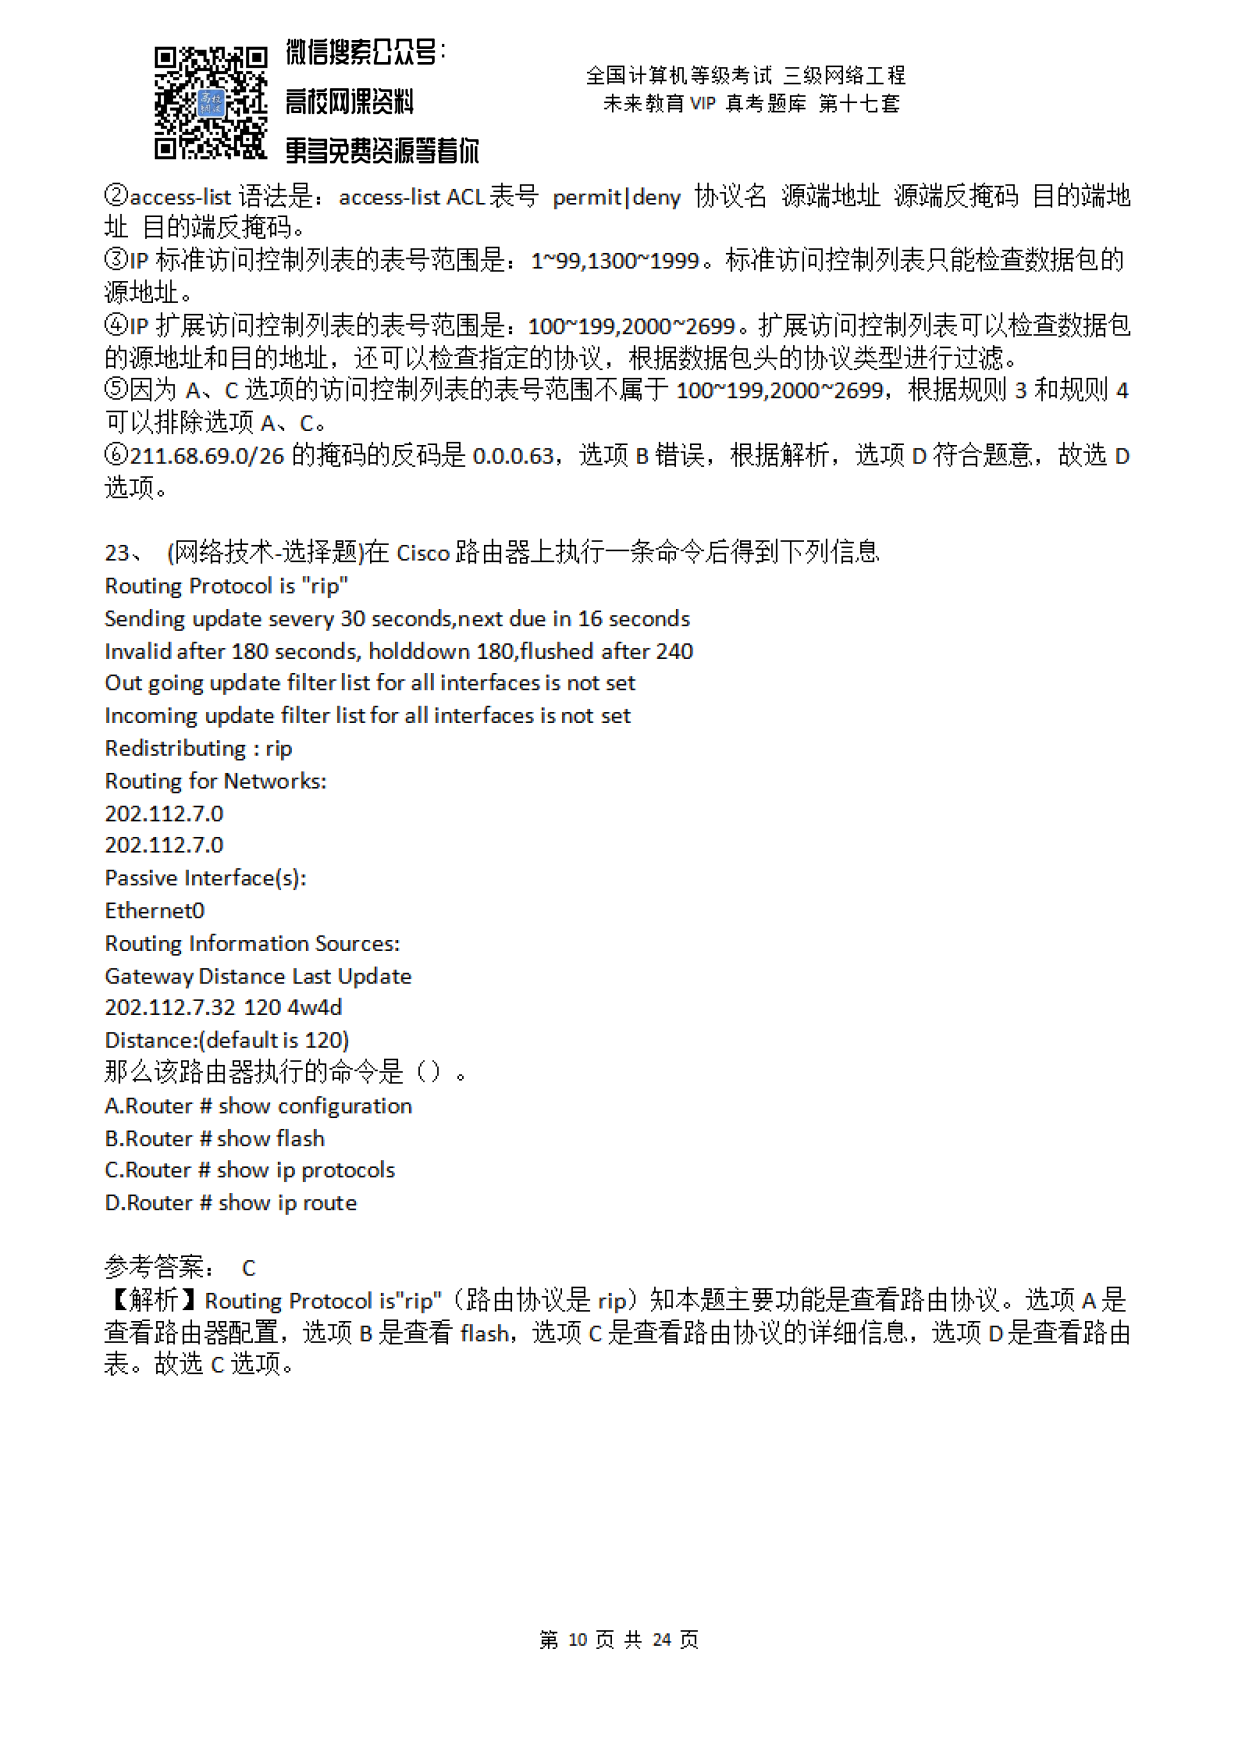 微信搜索公众号：
高校网课资料
更多免费资源等着你
全国计算机等级考试 三级网络工程
未来教育 VIP 真考题库 第十七套
高校
网课
②access-list 语法是：access-list ACL 表号 permit|deny 协议名 源端地址 源端反掩码 目的端地
址 目的端反掩码。
③IP 标准访问控制列表的表号范围是：1~99,1300~1999。标准访问控制列表只能检查数据包的
源地址。
④IP 扩展访问控制列表的表号范围是：100~199,2000~2699。扩展访问控制列表可以检查数据包
的源地址和目的地址，还可以检查指定的协议，根据数据包头的协议类型进行过滤。
⑤因为 A、C 选项的访问控制列表的表号范围不属于 100~199,2000~2699，根据规则 3 和规则 4
可以排除选项 A、C。
⑥211.68.69.0/26 的掩码的反码是 0.0.0.63，选项 B 错误，根据解析，选项 D 符合题意，故选 D
选项。
23、 (网络技术-选择题)在 Cisco 路由器上执行一条命令后得到下列信息
Routing Protocol is "rip"
Sending update severy 30 seconds,next due in 16 seconds
Invalid after 180 seconds, holddown 180,flushed after 240
Out going update filter list for all interfaces is not set
Incoming update filter list for all interfaces is not set
Redistributing : rip
Routing for Networks:
202.112.7.0
202.112.7.0
Passive Interface(s):
Ethernet0
Routing Information Sources:
Gateway Distance Last Update
202.112.7.32 120 4w4d
Distance:(default is 120)
那么该路由器执行的命令是（）。
A.Router # show configuration
B.Router # show flash
C.Router # show ip protocols
D.Router # show ip route
参考答案： C
【解析】Routing Protocol is"rip"（路由协议是 rip）知本题主要功能是查看路由协议。选项 A 是
查看路由器配置，选项 B 是查看 flash，选项 C 是查看路由协议的详细信息，选项 D 是查看路由
表。故选 C 选项。
第 10 页 共 24 页